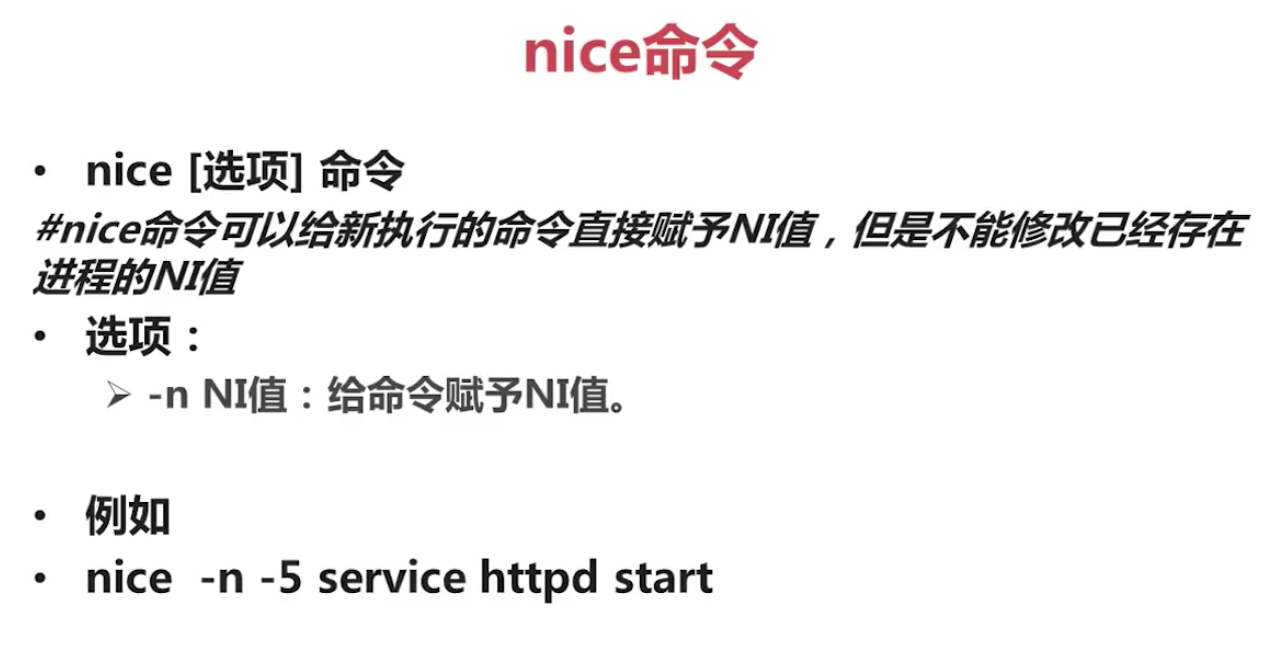 nice命令
• nice [选项] 命令
#nice命令可以给新执行的命令直接赋予NI值，但是不能修改已经存在
进程的NI值
• 选项：
➢ -n NI值：给命令赋予NI值。
• 例如
• nice -n -5 service httpd start